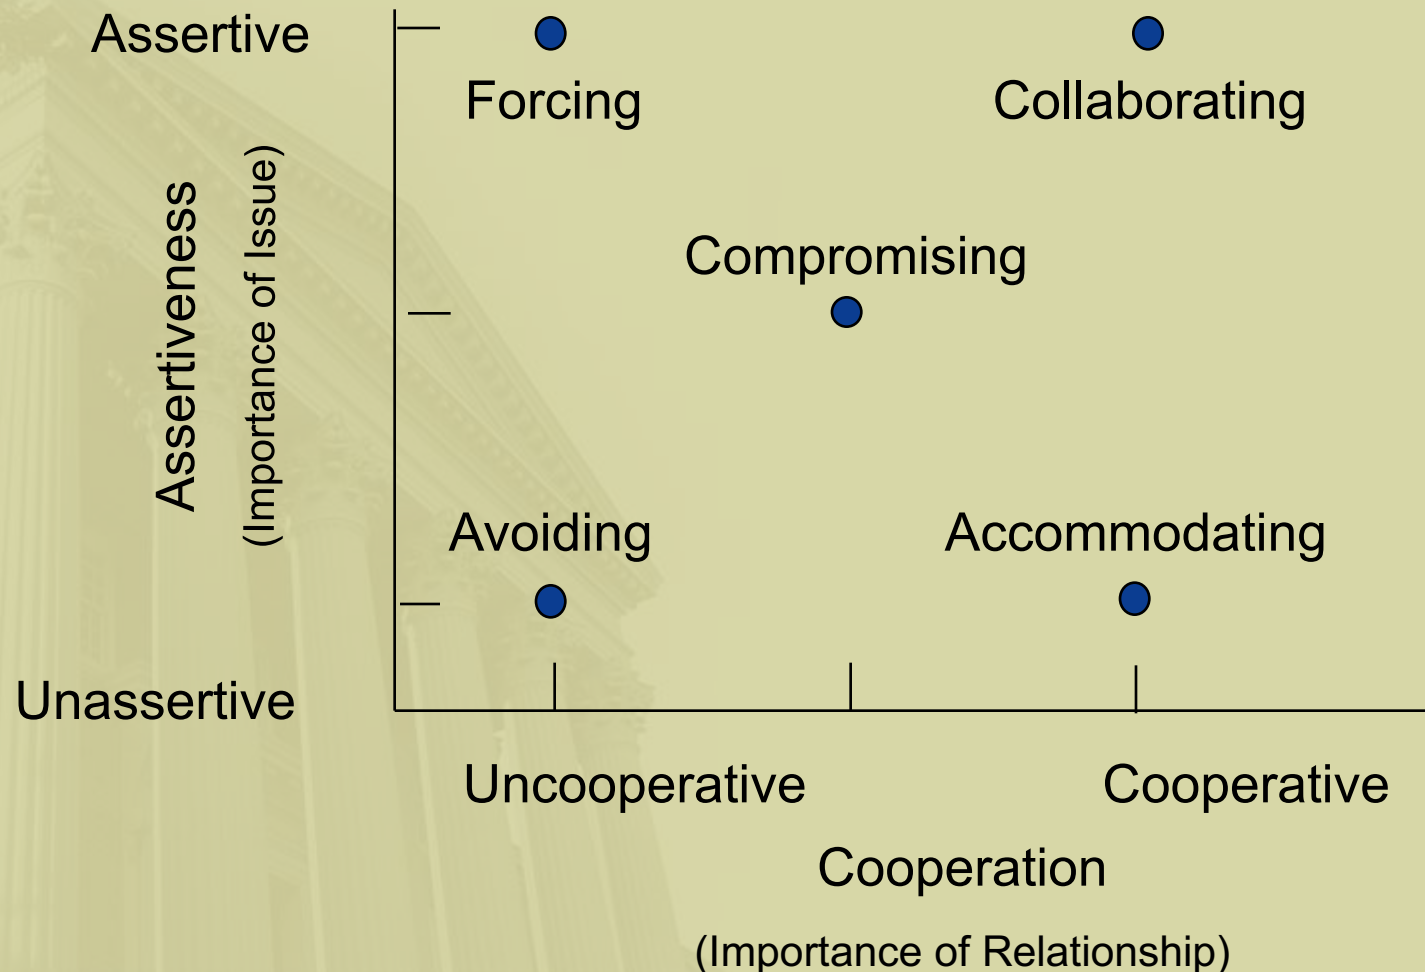 Assertive
Forcing
Collaborating
Assertiveness
(Importance of Issue)
Compromising
Avoiding
Accommodating
Unassertive
Uncooperative
Cooperative
Cooperation
(Importance of Relationship)